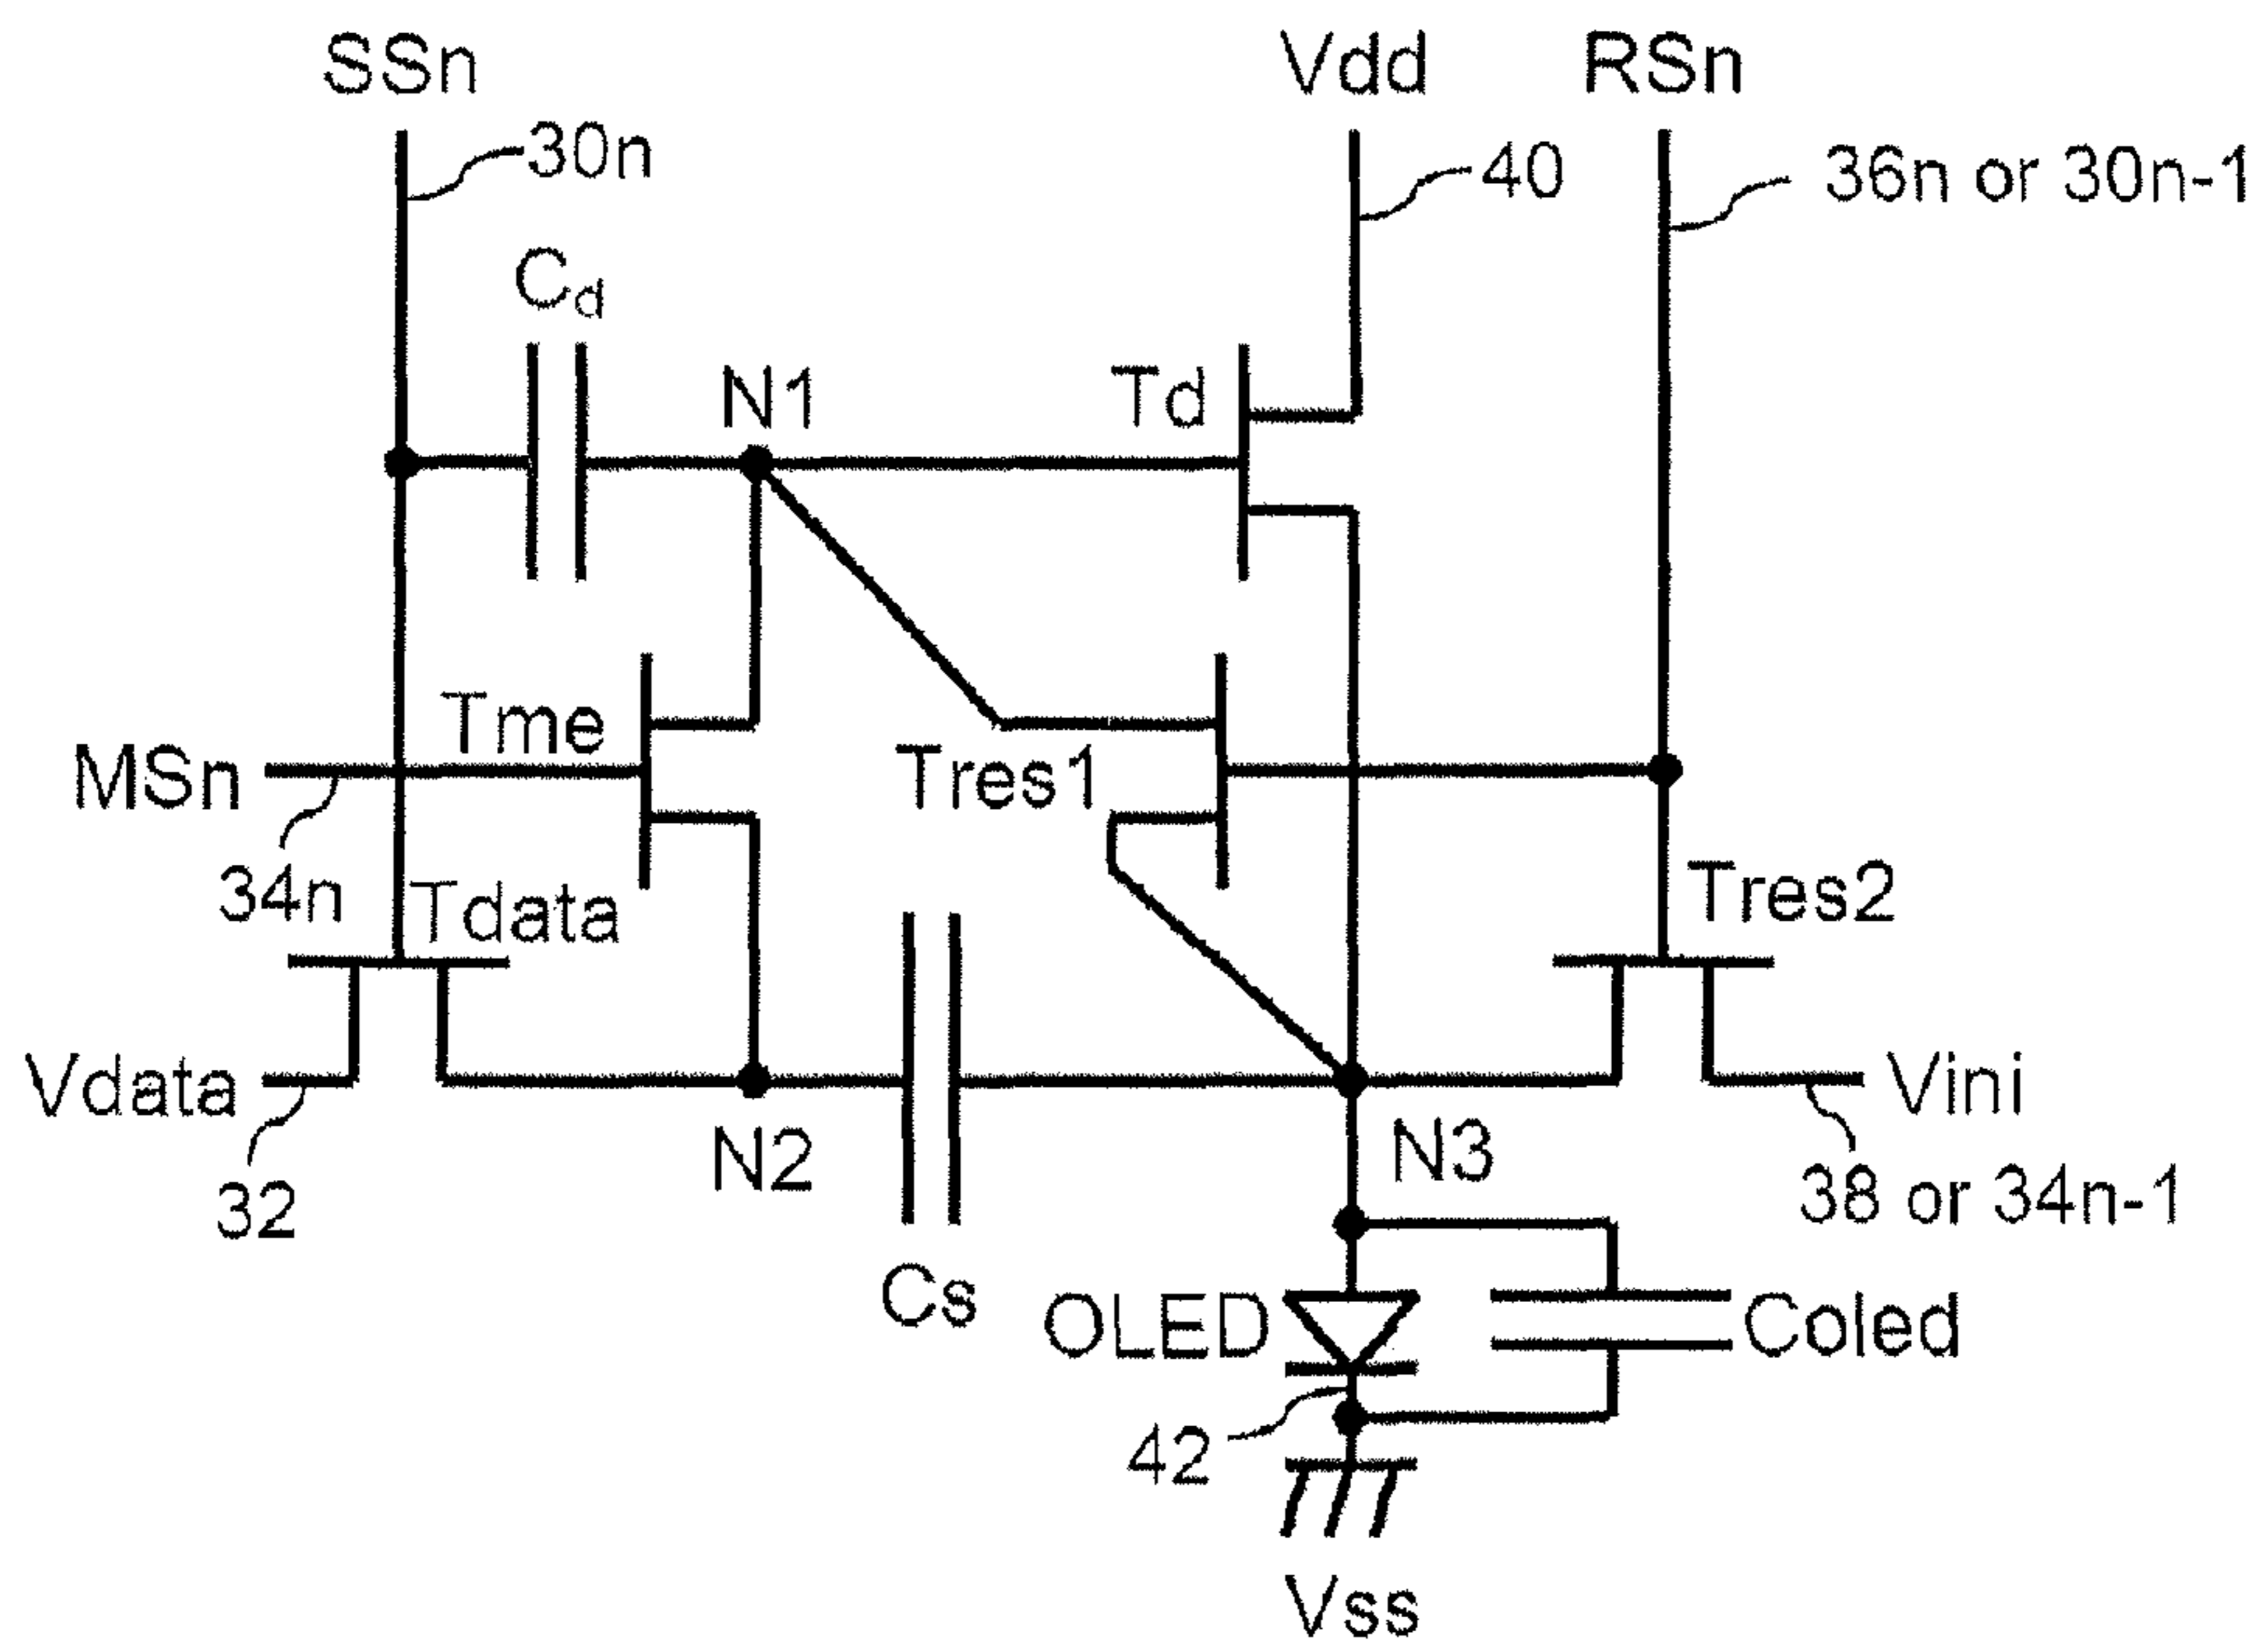 SSn
Vdd
RSn
30n
40
36n or 30n-1
Cd
N1
Td
Tme
MSn
Tres1
34n
Tdata
Tres2
Vdata
Vini
32
N2
N3
38 or 34n-1
Cs
OLED
Coled
42
Vss